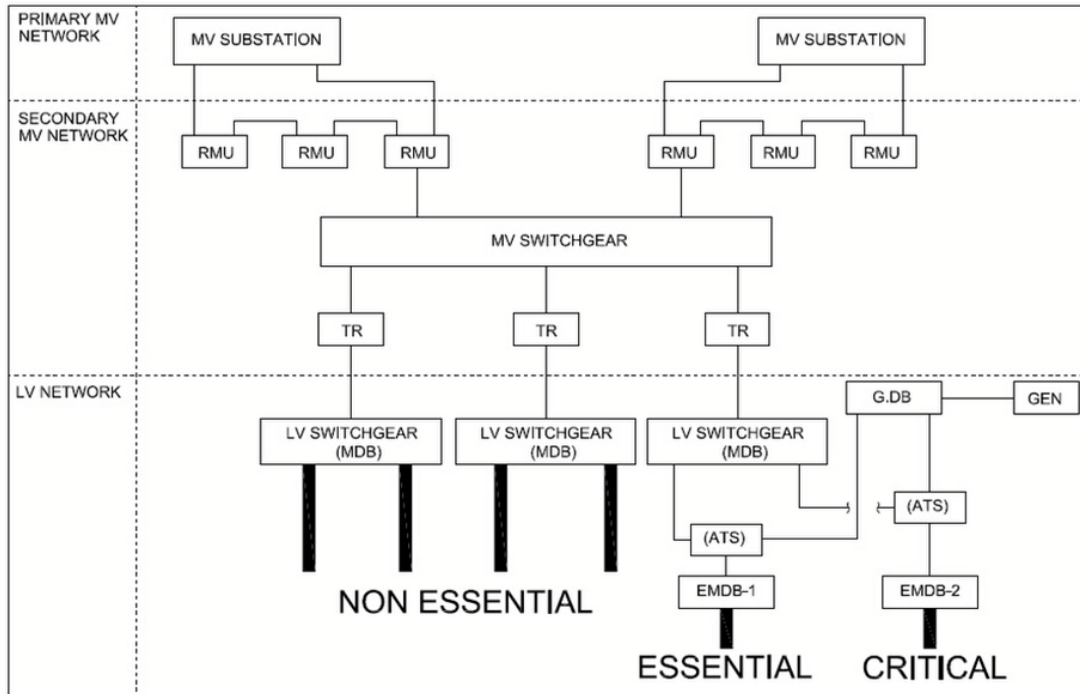 PRIMARY MV
NETWORK
MV SUBSTATION
MV SUBSTATION
SECONDARY
MV NETWORK
RMU
RMU
RMU
RMU
RMU
RMU
MV SWITCHGEAR
TR
TR
TR
LV NETWORK
G.DB
GEN
LV SWITCHGEAR
(MDB)
LV SWITCHGEAR
(MDB)
LV SWITCHGEAR
(MDB)
(ATS)
(ATS)
EMDB-1
EMDB-2
NON ESSENTIAL
ESSENTIAL
CRITICAL